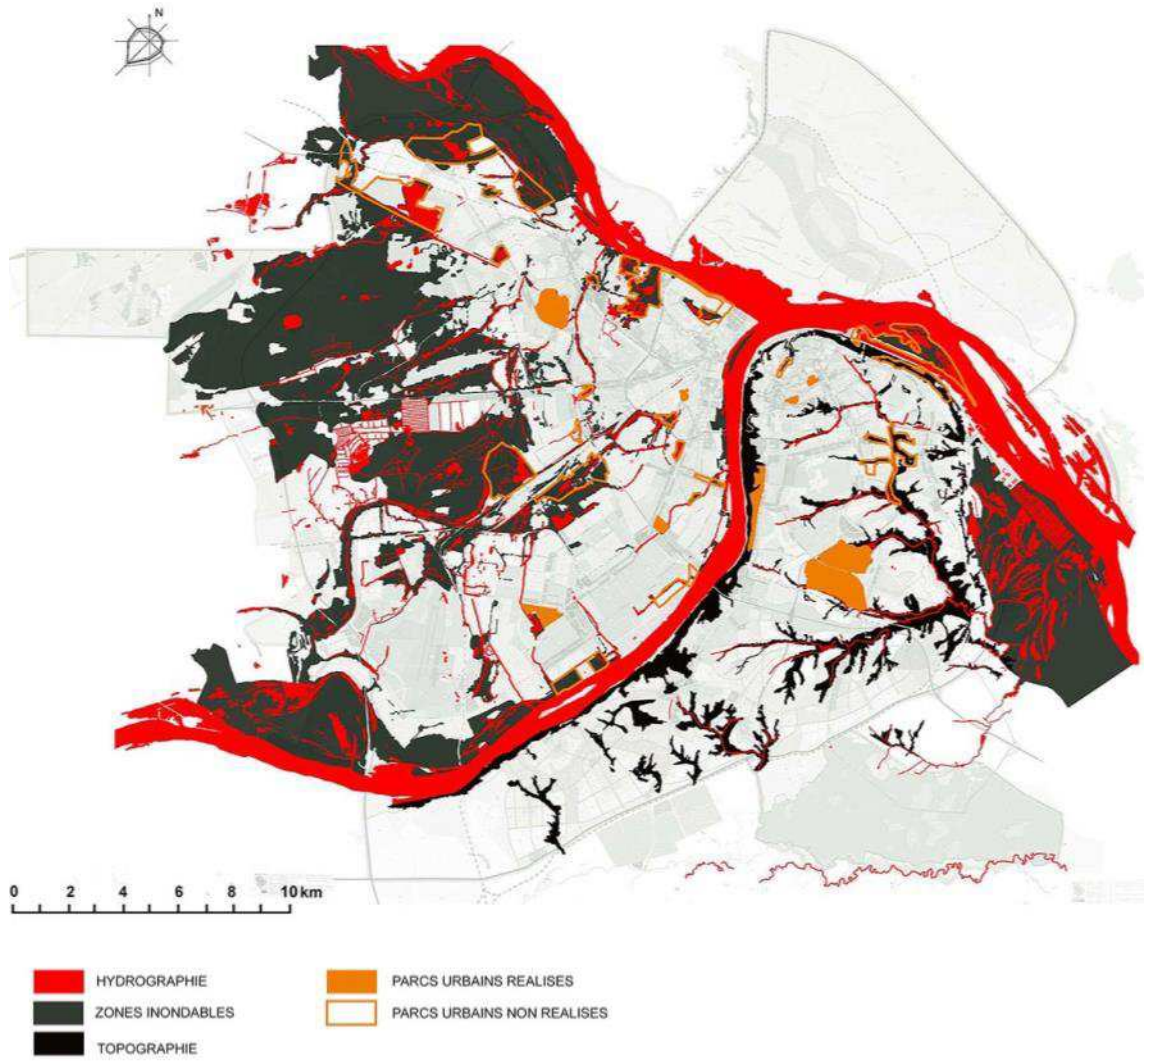 N
0 2 4 6 8 10 km
HYDROGRAPHIE
ZONES INONDABLES
TOPOGRAPHIE
PARCS URBAINS REALISES
PARCS URBAINS NON REALISES